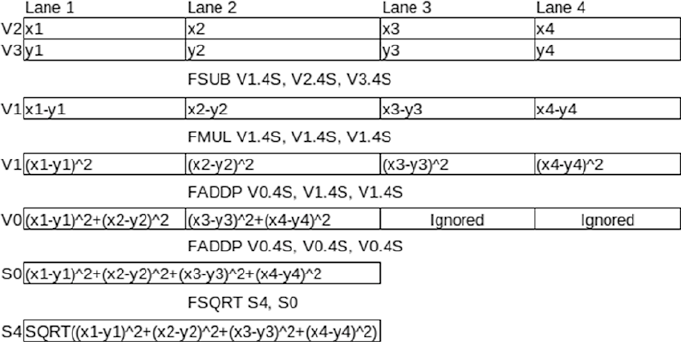 Lane 1 Lane 2 Lane 3 Lane 4
V2 x1 x2 x3 x4
V3 y1 y2 y3 y4
FSUB V1.4S, V2.4S, V3.4S
V1 x1-y1 x2-y2 x3-y3 x4-y4
FMUL V1.4S, V1.4S, V1.4S
V1 (x1-y1)^2 (x2-y2)^2 (x3-y3)^2 (x4-y4)^2
FADDP V0.4S, V1.4S, V1.4S
V0 (x1-y1)^2+(x2-y2)^2 (x3-y3)^2+(x4-y4)^2 Ignored Ignored
FADDP V0.4S, V0.4S, V0.4S
S0 (x1-y1)^2+(x2-y2)^2+(x3-y3)^2+(x4-y4)^2
FSQRT S4, S0
S4 SQRT((x1-y1)^2+(x2-y2)^2+(x3-y3)^2+(x4-y4)^2)